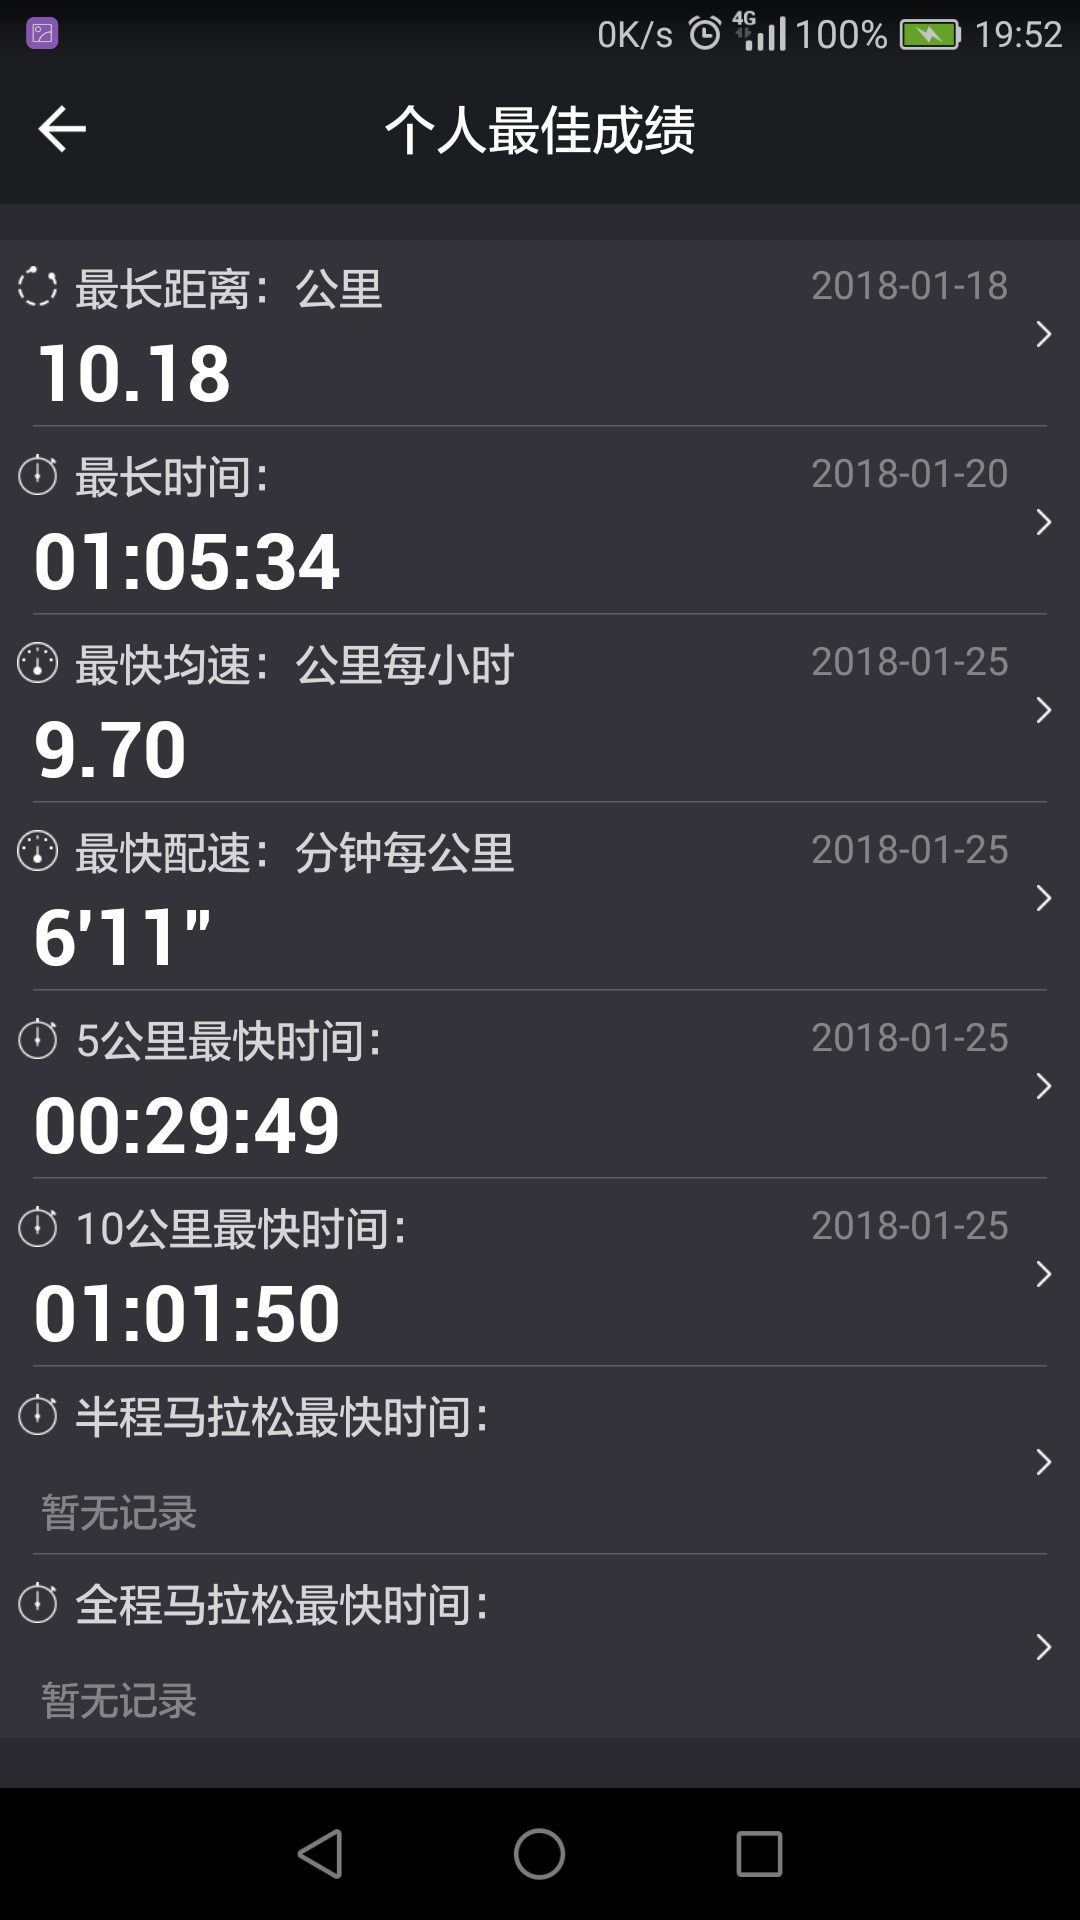 0K/s 4G 100% 19:52
个人最佳成绩
最长距离：公里 2018-01-18
10.18
最长时间： 2018-01-20
01:05:34
最快均速：公里每小时 2018-01-25
9.70
最快配速：分钟每公里 2018-01-25
6'11"
5公里最快时间： 2018-01-25
00:29:49
10公里最快时间： 2018-01-25
01:01:50
半程马拉松最快时间：
暂无记录
全程马拉松最快时间：
暂无记录